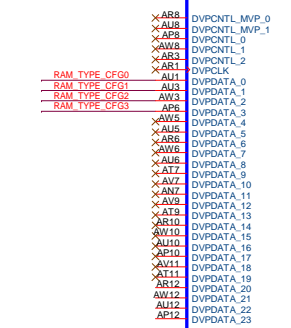 AR8 DVPCNTL_MVP_0
AU8 DVPCNTL_MVP_1
AP8 DVPCNTL_0
AW8 DVPCNTL_1
AR3 DVPCNTL_2
AR1 DVPCLK
RAM_TYPE_CFG0 AU1 DVPDATA_0
RAM_TYPE_CFG1 AU3 DVPDATA_1
RAM_TYPE_CFG2 AW3 DVPDATA_2
RAM_TYPE_CFG3 AP6 DVPDATA_3
AW5 DVPDATA_4
AU5 DVPDATA_5
AR6 DVPDATA_6
AW6 DVPDATA_7
AU6 DVPDATA_8
AT7 DVPDATA_9
AV7 DVPDATA_10
AN7 DVPDATA_11
AV9 DVPDATA_12
AT9 DVPDATA_13
AR10 DVPDATA_14
AW10 DVPDATA_15
AU10 DVPDATA_16
AP10 DVPDATA_17
AV11 DVPDATA_18
AT11 DVPDATA_19
AR12 DVPDATA_20
AW12 DVPDATA_21
AU12 DVPDATA_22
AP12 DVPDATA_23